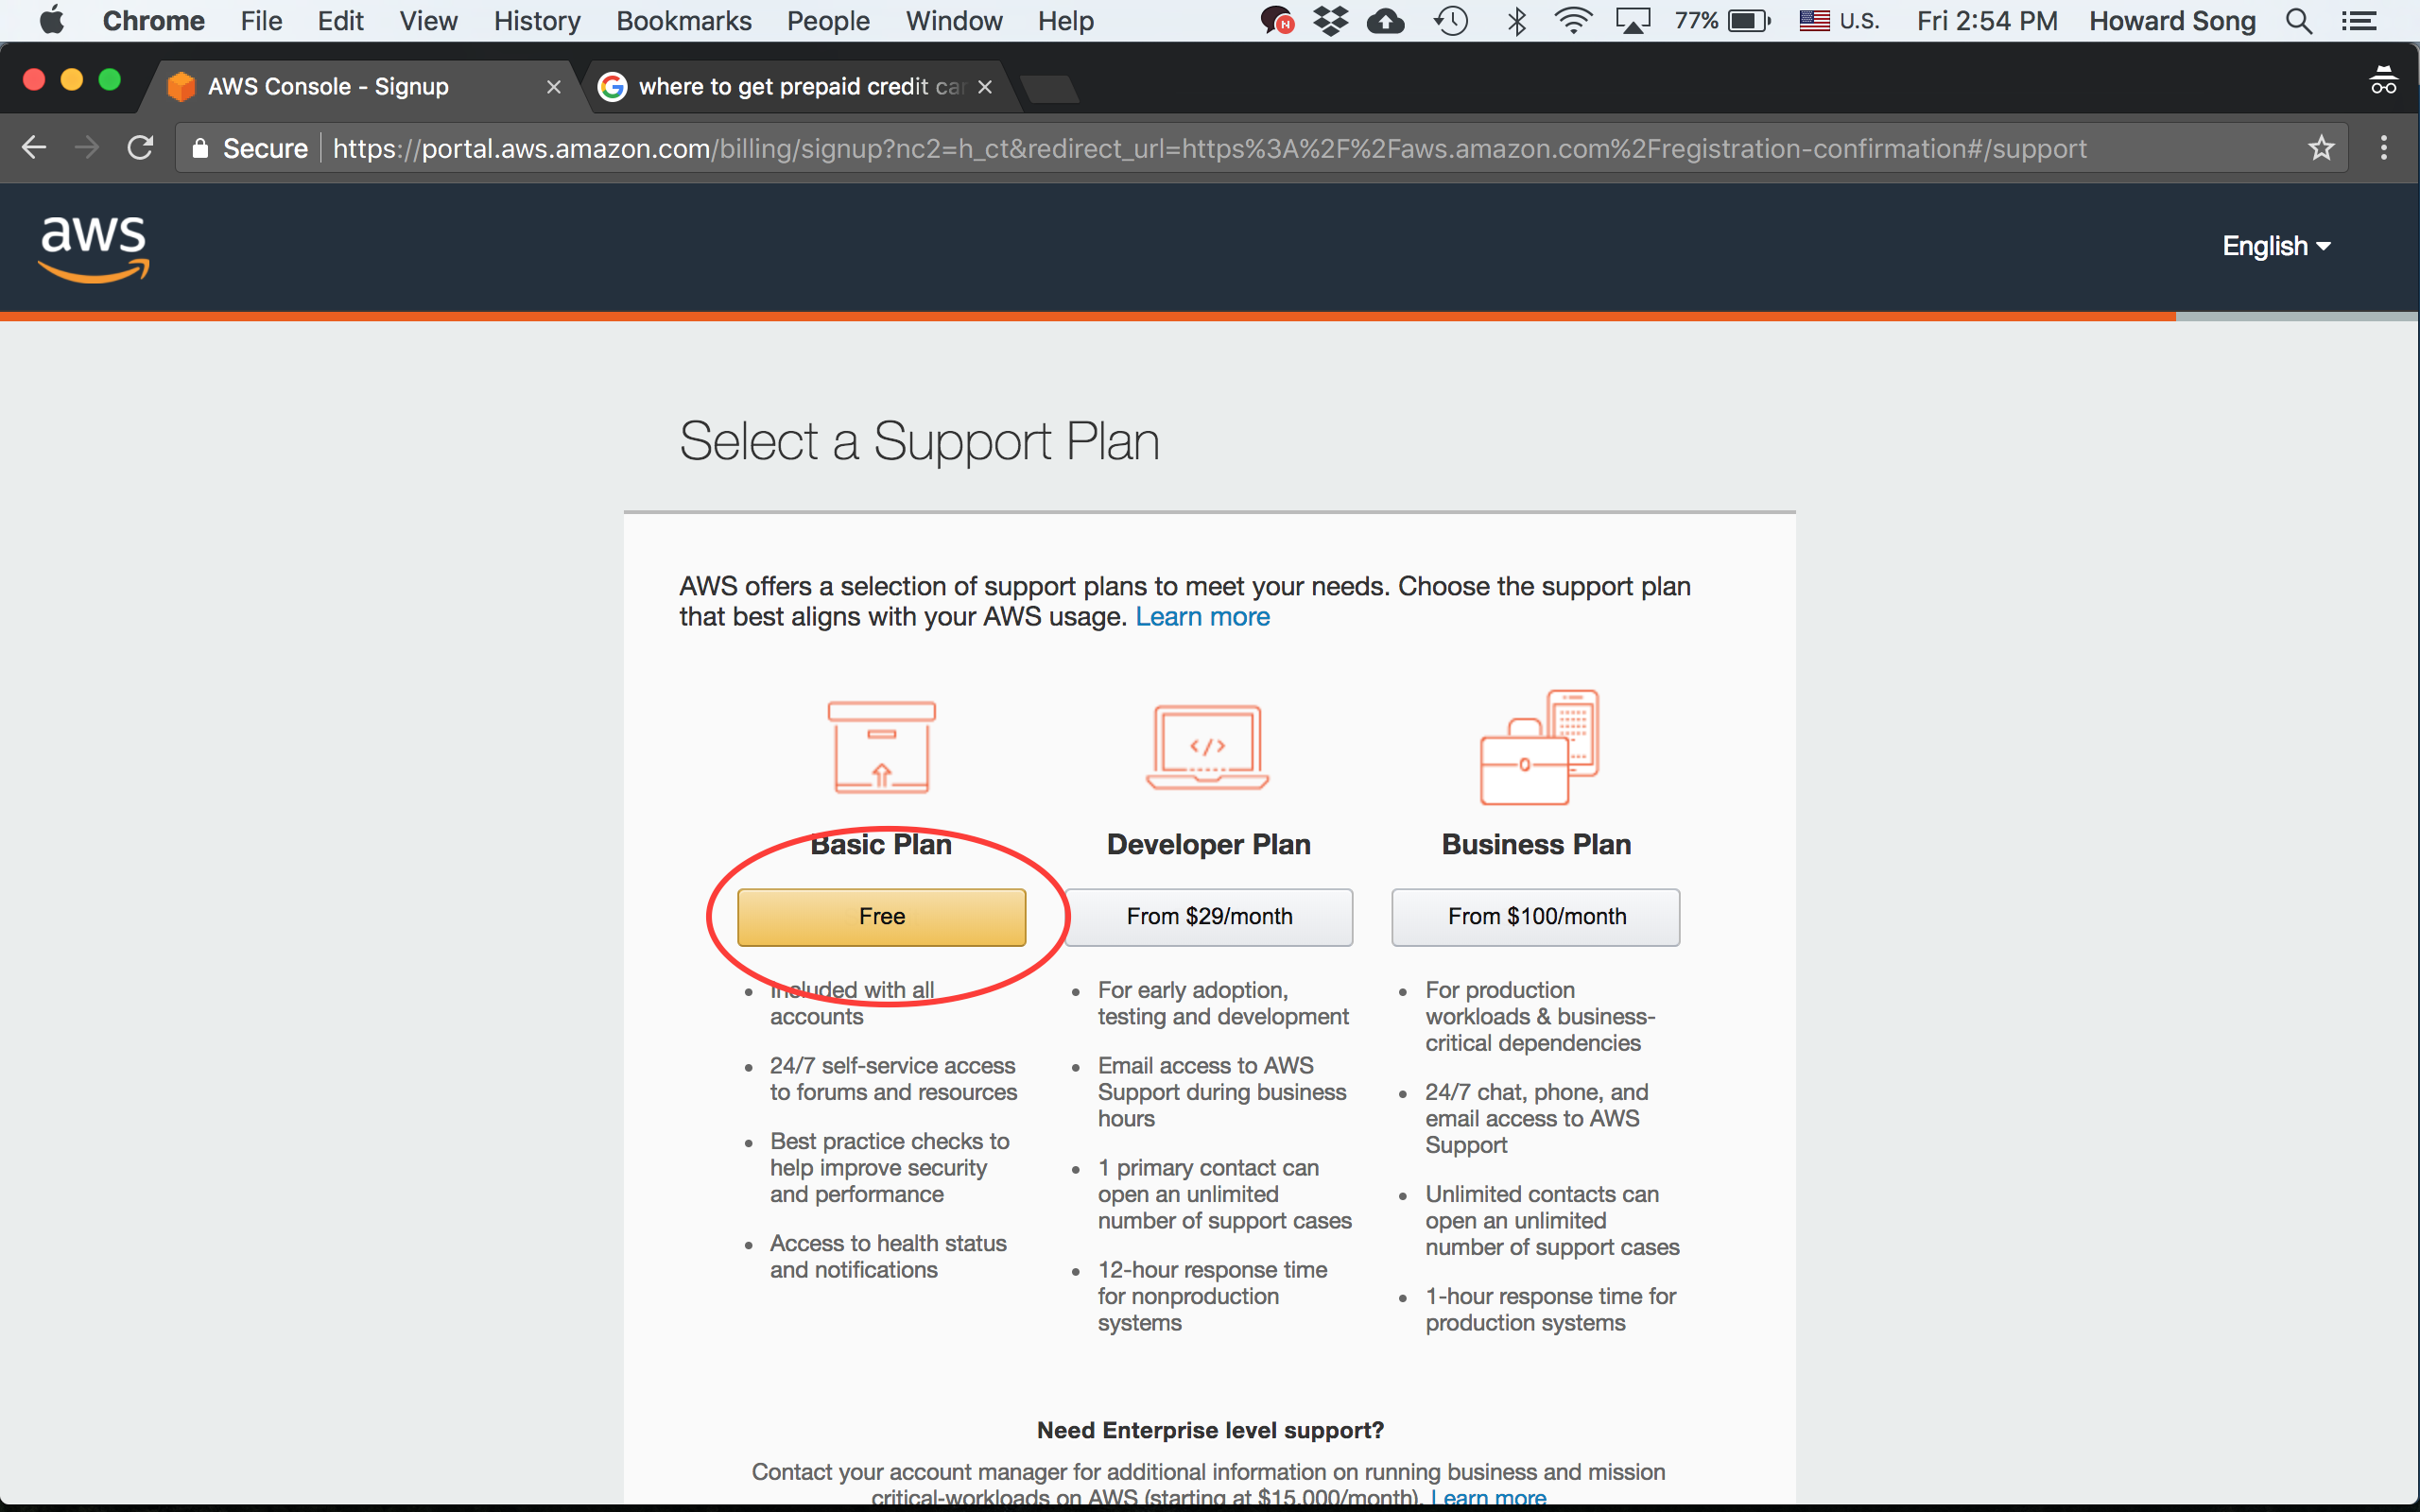 Chrome File Edit View History Bookmarks People Window Help N 77% U.S. Fri 2:54 PM Howard Song
AWS Console - Signup where to get prepaid credit car
Secure https://portal.aws.amazon.com/billing/signup?nc2=h_ct&redirect_url=https%3A%2F%2Faws.amazon.com%2Fregistration-confirmation#/support
aws
English
Select a Support Plan
AWS offers a selection of support plans to meet your needs. Choose the support plan
that best aligns with your AWS usage. Learn more
</>
Basic Plan
Free
• Included with all
accounts
• 24/7 self-service access
to forums and resources
• Best practice checks to
help improve security
and performance
• Access to health status
and notifications
Developer Plan
From $29/month
• For early adoption,
testing and development
• Email access to AWS
Support during business
hours
• 1 primary contact can
open an unlimited
number of support cases
• 12-hour response time
for nonproduction
systems
Business Plan
From $100/month
• For production
workloads & business-
critical dependencies
• 24/7 chat, phone, and
email access to AWS
Support
• Unlimited contacts can
open an unlimited
number of support cases
• 1-hour response time for
production systems
Need Enterprise level support?
Contact your account manager for additional information on running business and mission
critical-workloads on AWS (starting at $15,000/month). Learn more